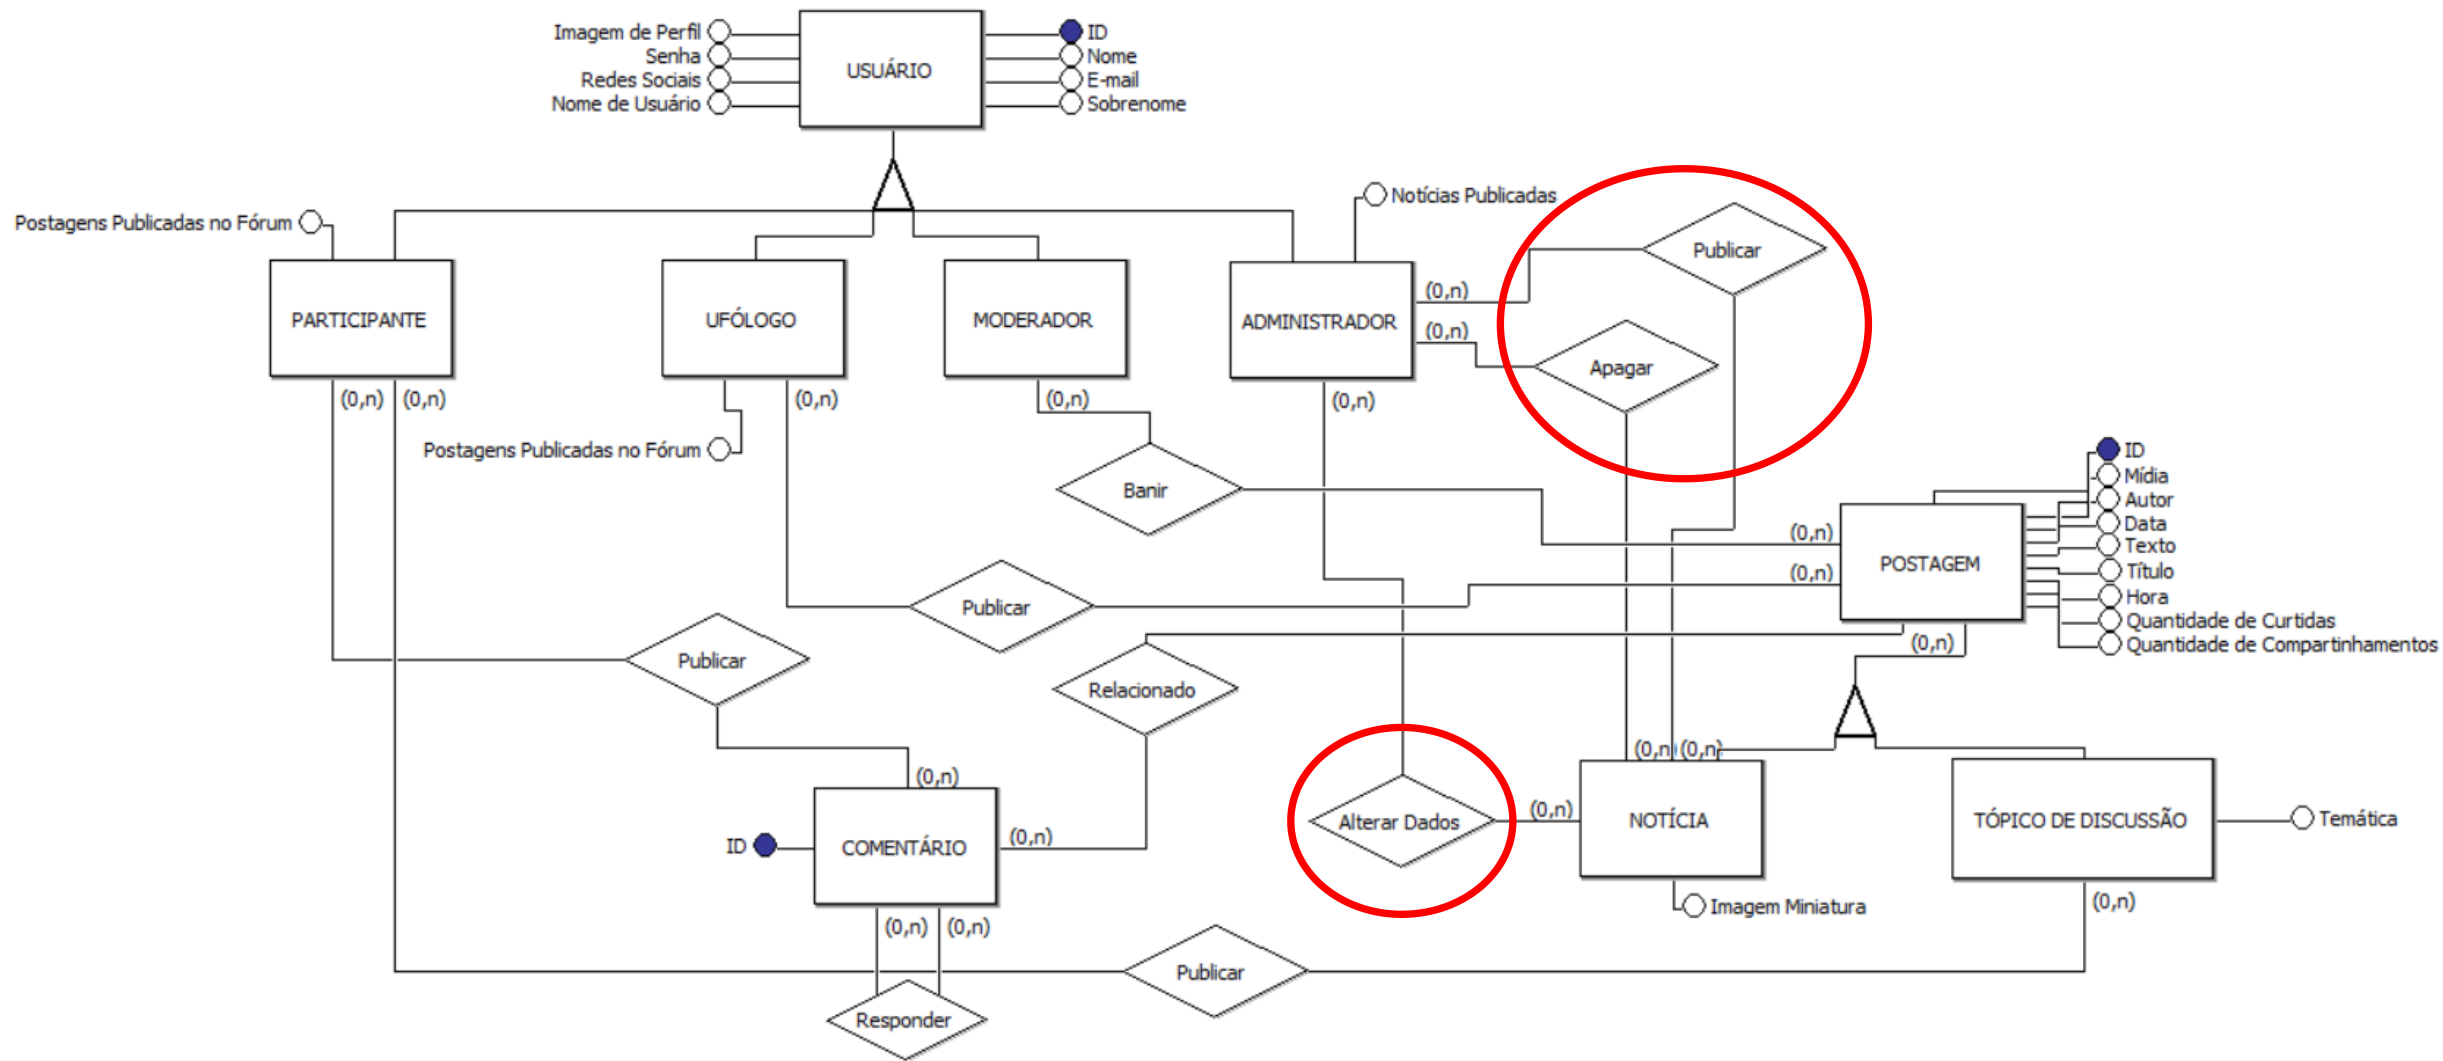 Imagem de Perfil
Senha
Redes Sociais
Nome de Usuário
USUÁRIO
ID
Nome
E-mail
Sobrenome
Postagens Publicadas no Fórum
Notícias Publicadas
Publicar
PARTICIPANTE
UFÓLOGO
MODERADOR
ADMINISTRADOR
(0,n)
(0,n)
Apagar
(0,n) (0,n)
(0,n)
(0,n)
(0,n)
Postagens Publicadas no Fórum
Banir
ID
Mídia
Autor
Data
Texto
Título
Hora
Quantidade de Curtidas
Quantidade de Compartinhamentos
(0,n)
POSTAGEM
(0,n)
Publicar
(0,n)
Publicar
Relacionado
(0,n) (0,n)
(0,n)
ID
COMENTÁRIO
(0,n)
Alterar Dados
(0,n)
NOTÍCIA
TÓPICO DE DISCUSSÃO
Temática
Imagem Miniatura
(0,n)
(0,n) (0,n)
Publicar
Responder